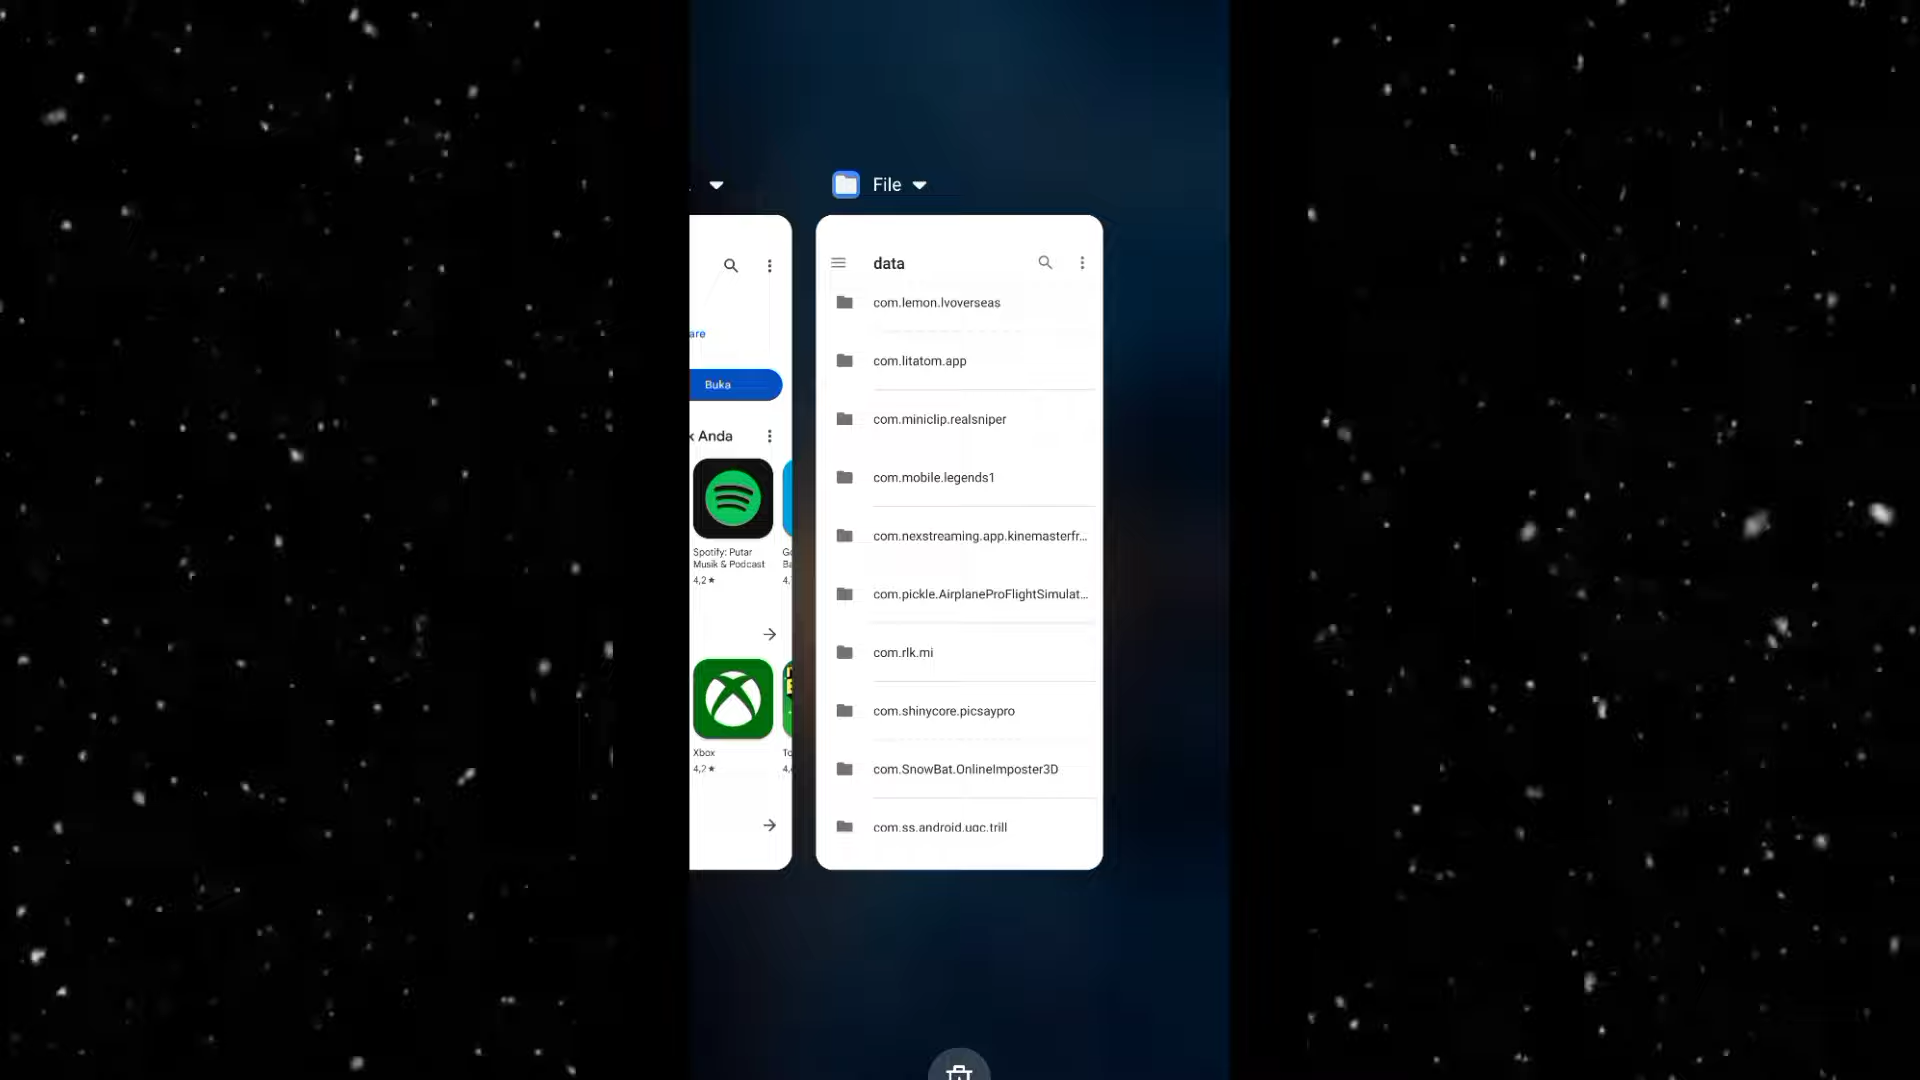 File
are
Buka
k Anda
Spotify: Putar
Musik & Podcast
4,2★
Xbox
4,2★
data
com.lemon.lvoverseas
com.litatom.app
com.miniclip.realsniper
com.mobile.legends1
com.nexstreaming.app.kinemasterfr...
com.pickle.AirplaneProFlightSimulat...
com.rlk.mi
com.shinycore.picsaypro
com.SnowBat.OnlineImposter3D
com.ss.android.ugc.trill